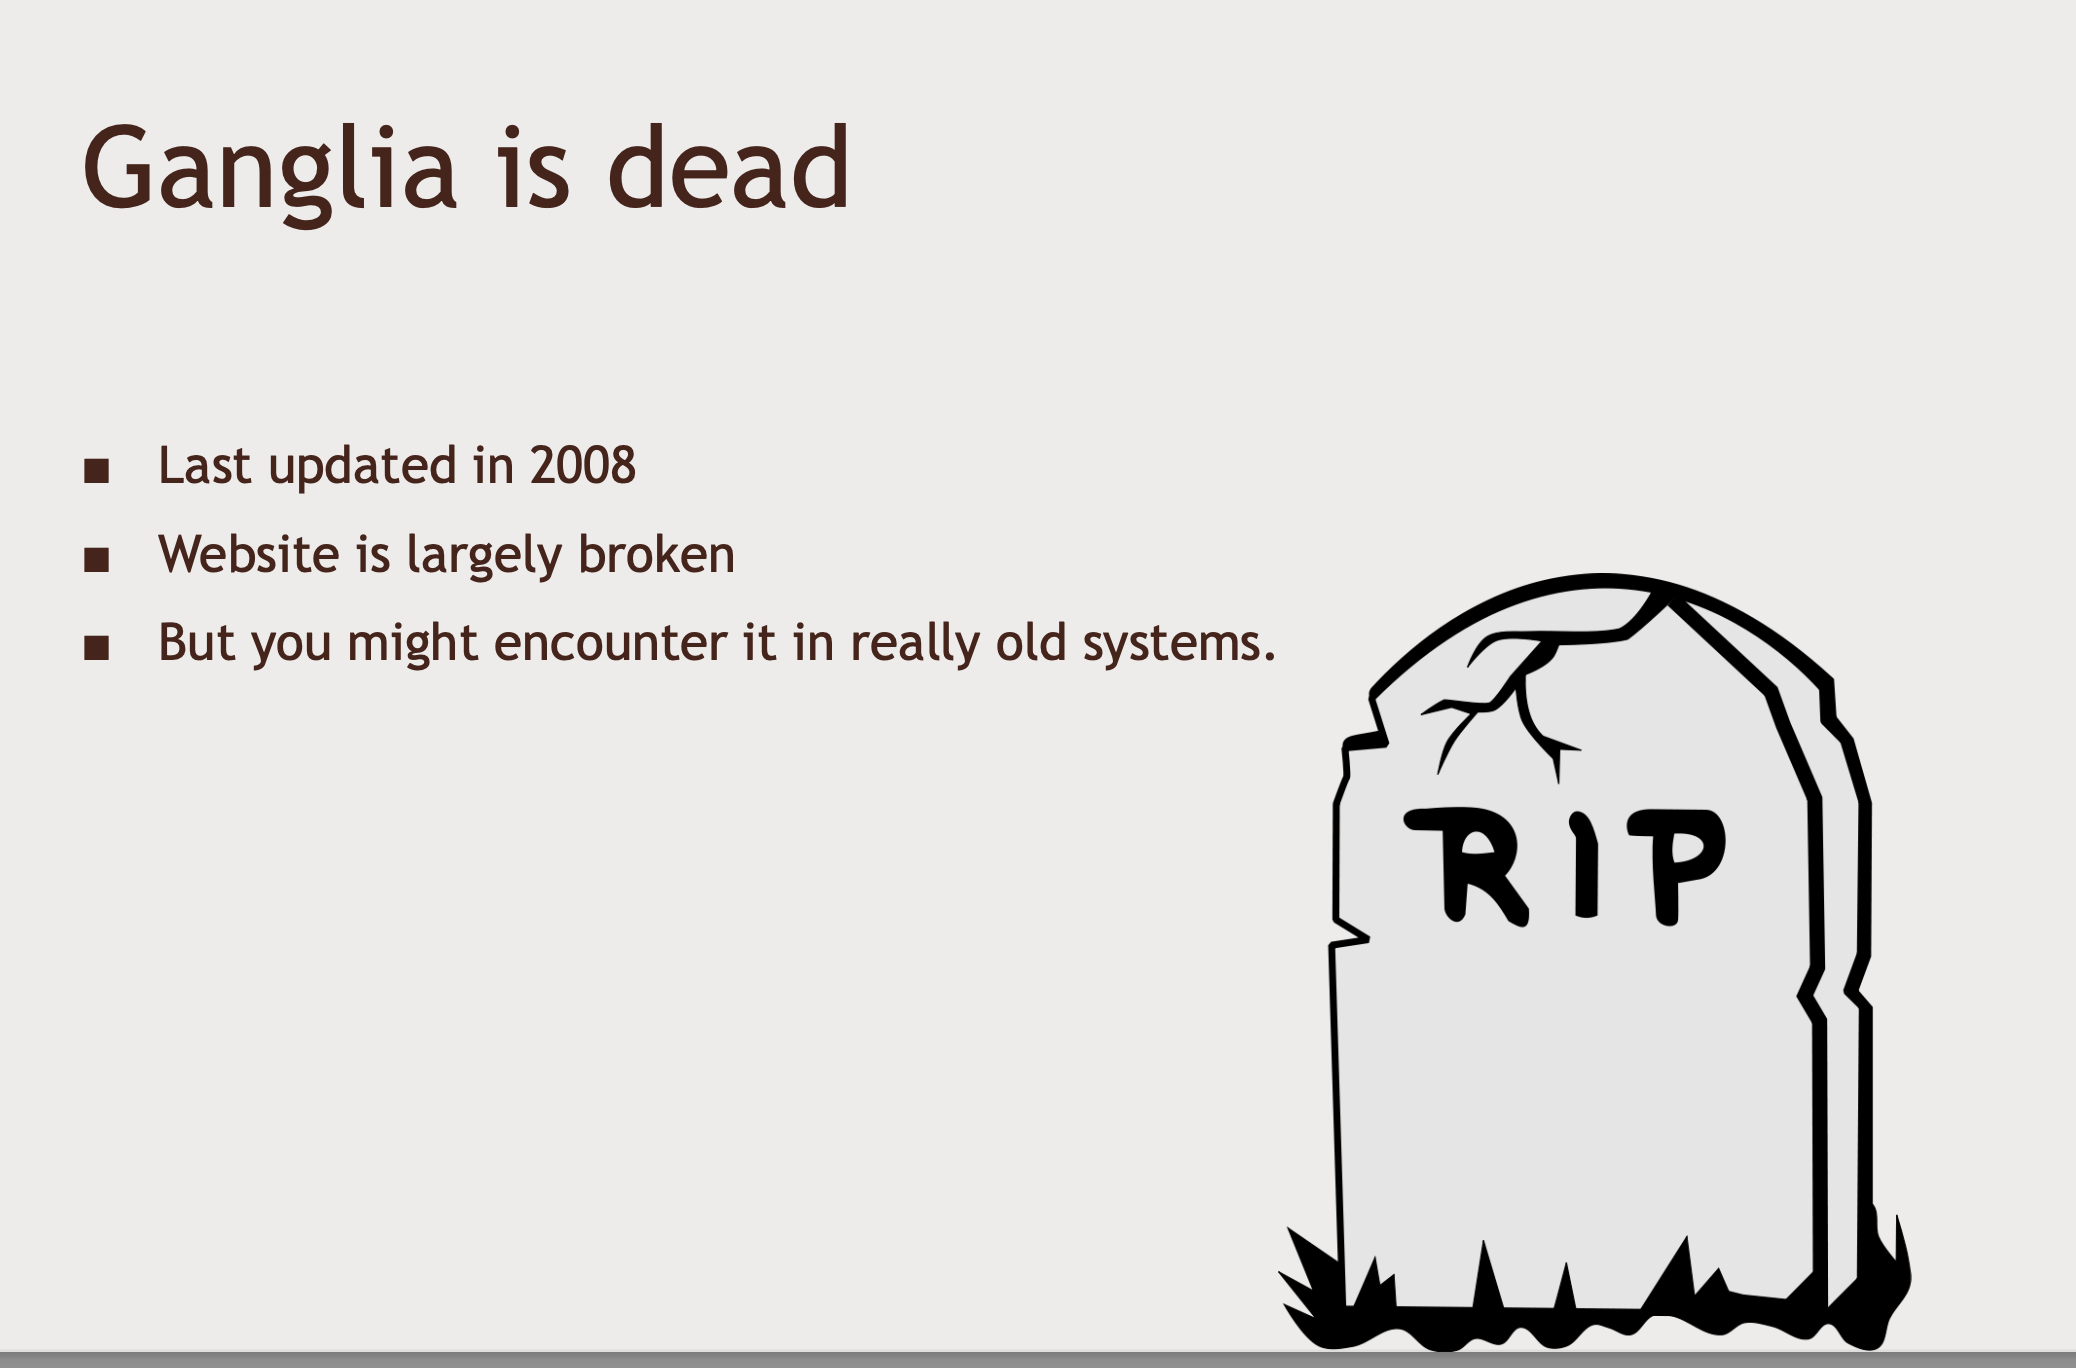 Ganglia is dead
■ Last updated in 2008
■ Website is largely broken
■ But you might encounter it in really old systems.
RIP